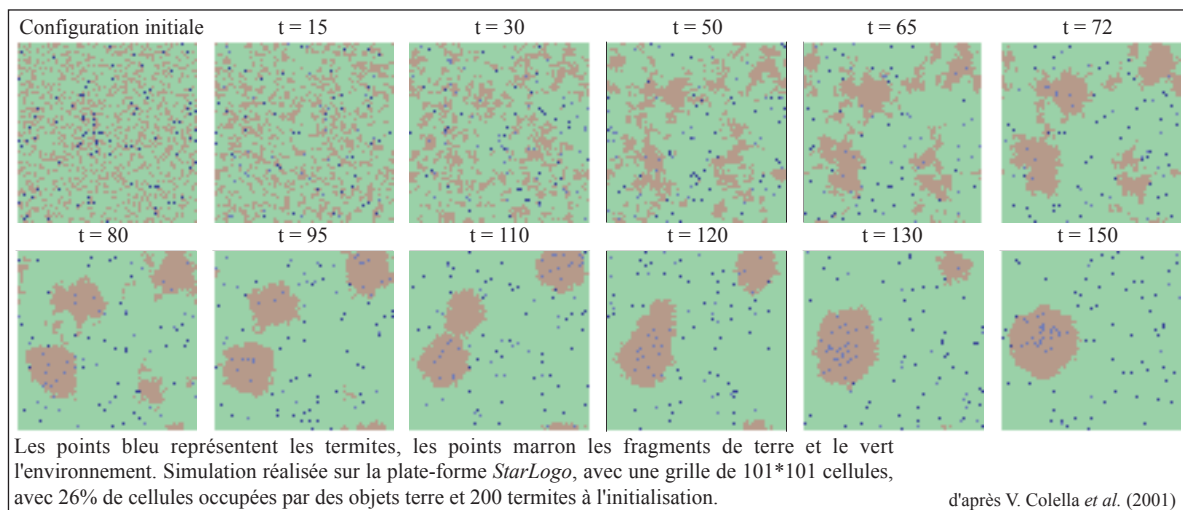 Configuration initiale t = 15 t = 30 t = 50 t = 65 t = 72
t = 80 t = 95 t = 110 t = 120 t = 130 t = 150
Les points bleu représentent les termites, les points marron les fragments de terre et le vert
l'environnement. Simulation réalisée sur la plate-forme StarLogo, avec une grille de 101*101 cellules,
avec 26% de cellules occupées par des objets terre et 200 termites à l'initialisation.
d'après V. Colella et al. (2001)